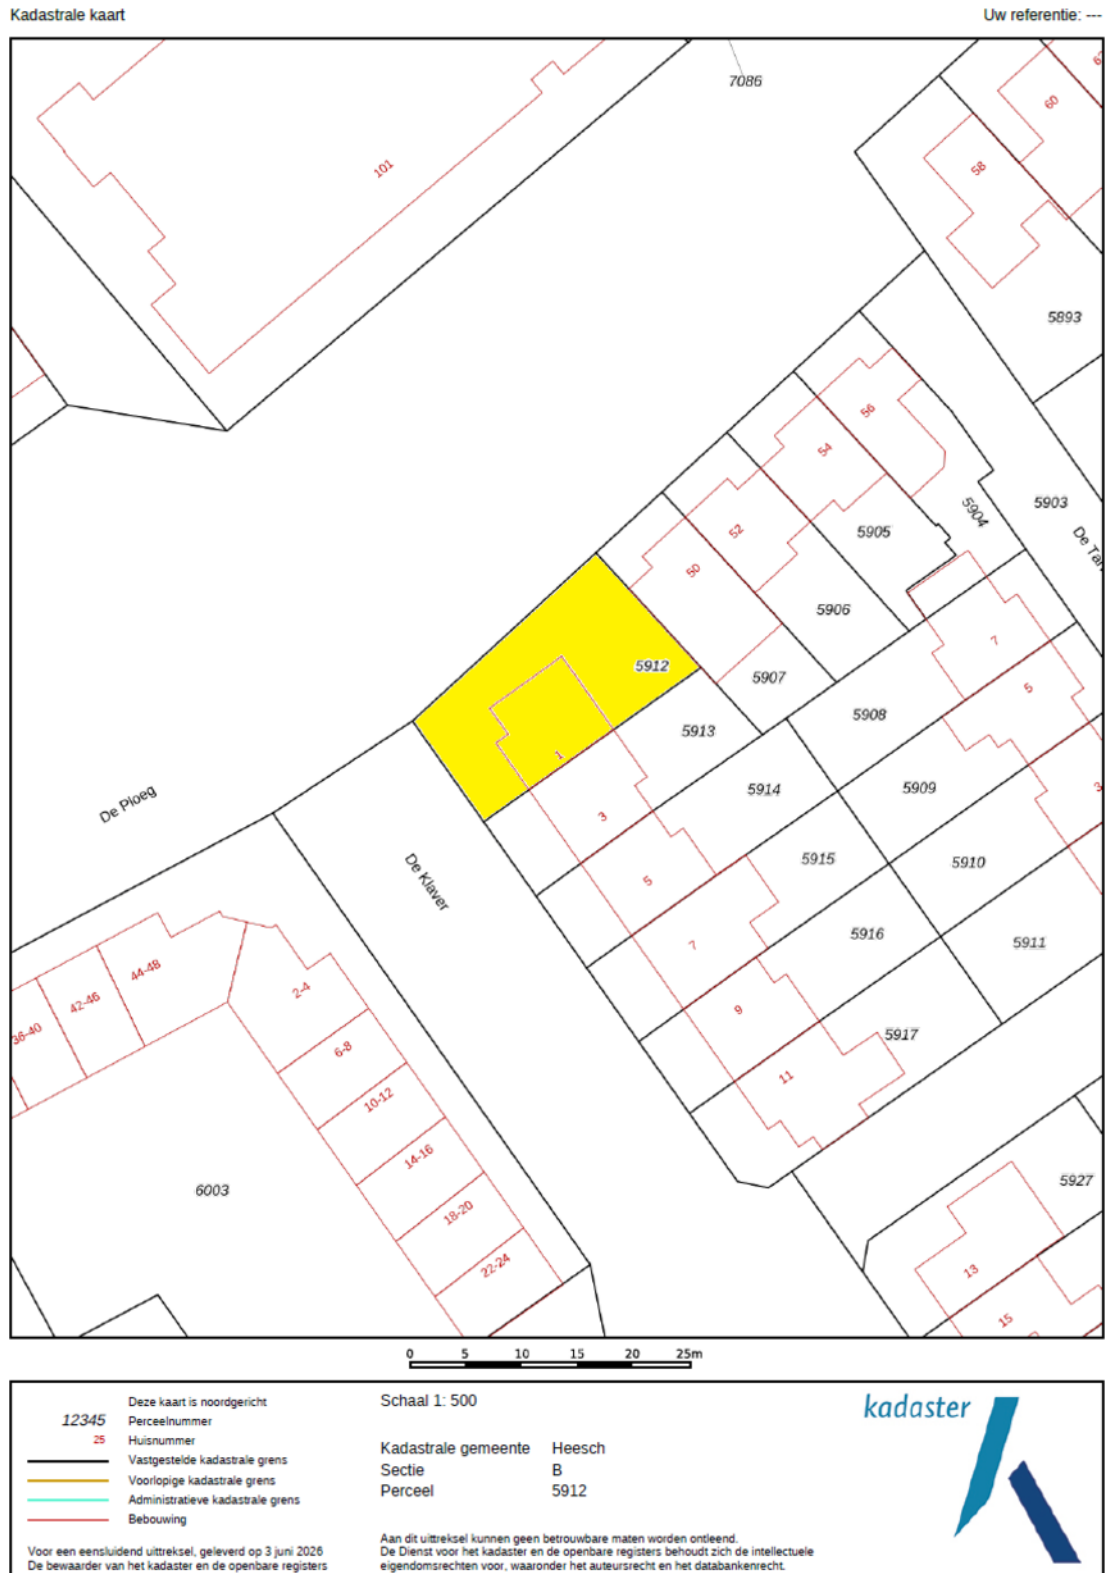 Kadastrale kaart
Uw referentie: ---
7086
60
58
101
5893
56
54
52
50
5903
5904
5905
De Tar
5906
5912
5907
7
5
5908
5913
1
5914
5909
3
3
De Ploeg
5
5915
5910
De Klaver
7
5916
5911
9
5917
11
44-48
42-46
36-40
2-4
6-8
10-12
14-16
18-20
22-24
6003
5927
13
15
0 5 10 15 20 25m
Deze kaart is noordgericht
12345 Perceelnummer
25 Huisnummer
Vastgestelde kadastrale grens
Voorlopige kadastrale grens
Administratieve kadastrale grens
Bebouwing
Voor een eensluidend uittreksel, geleverd op 3 juni 2026
De bewaarder van het kadaster en de openbare registers
Schaal 1: 500
Kadastrale gemeente Heesch
Sectie B
Perceel 5912
Aan dit uittreksel kunnen geen betrouwbare maten worden ontleend.
De Dienst voor het kadaster en de openbare registers behoudt zich de intellectuele
eigendomsrechten voor, waaronder het auteursrecht en het databankenrecht.
kadaster